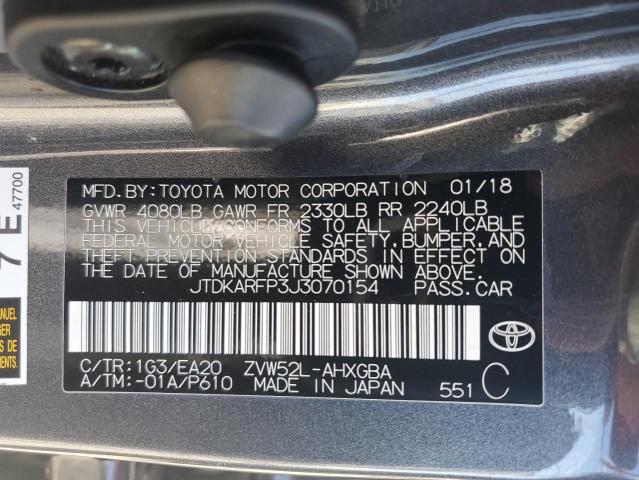 MFD.BY:TOYOTA MOTOR CORPORATION 01/18
GVWR 4080LB GAWR FR 2330LB RR 2240LB
THIS VEHICLE CONFORMS TO ALL APPLICABLE
FEDERAL MOTOR VEHICLE SAFETY,BUMPER,AND
THEFT PREVENTION STANDARDS IN EFFECT ON
THE DATE OF MANUFACTURE SHOWN ABOVE.
JTDKARFP3J3070154 PASS.CAR
C/TR:1G3/EA20 ZVW52L-AHXGBA
A/TM:-01A/P610 MADE IN JAPAN 551 C
7 E 47700